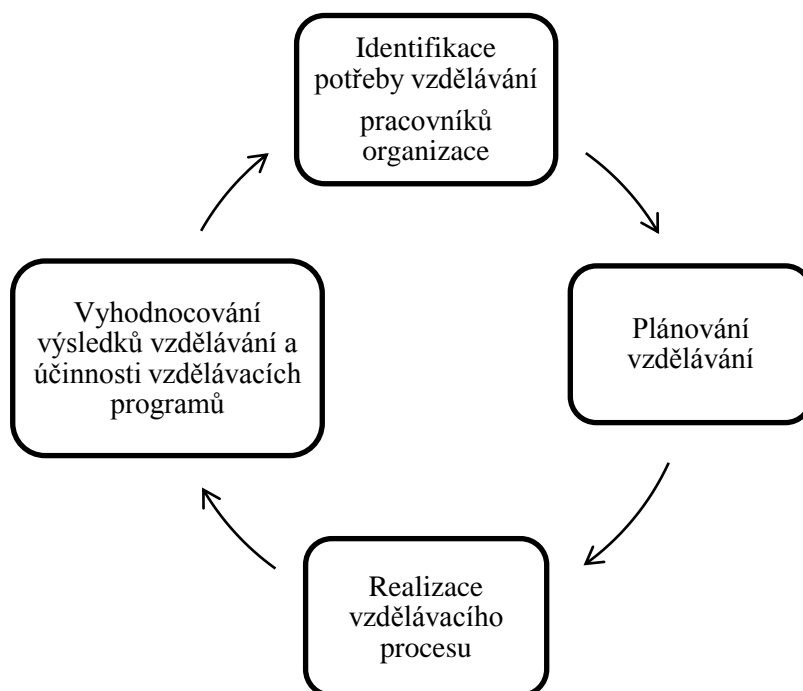 Identifikace
potřeby vzdělávání
pracovníků
organizace
Plánování
vzdělávání
Realizace
vzdělávacího
procesu
Vyhodnocování
výsledků vzdělávání a
účinnosti vzdělávacích
programů